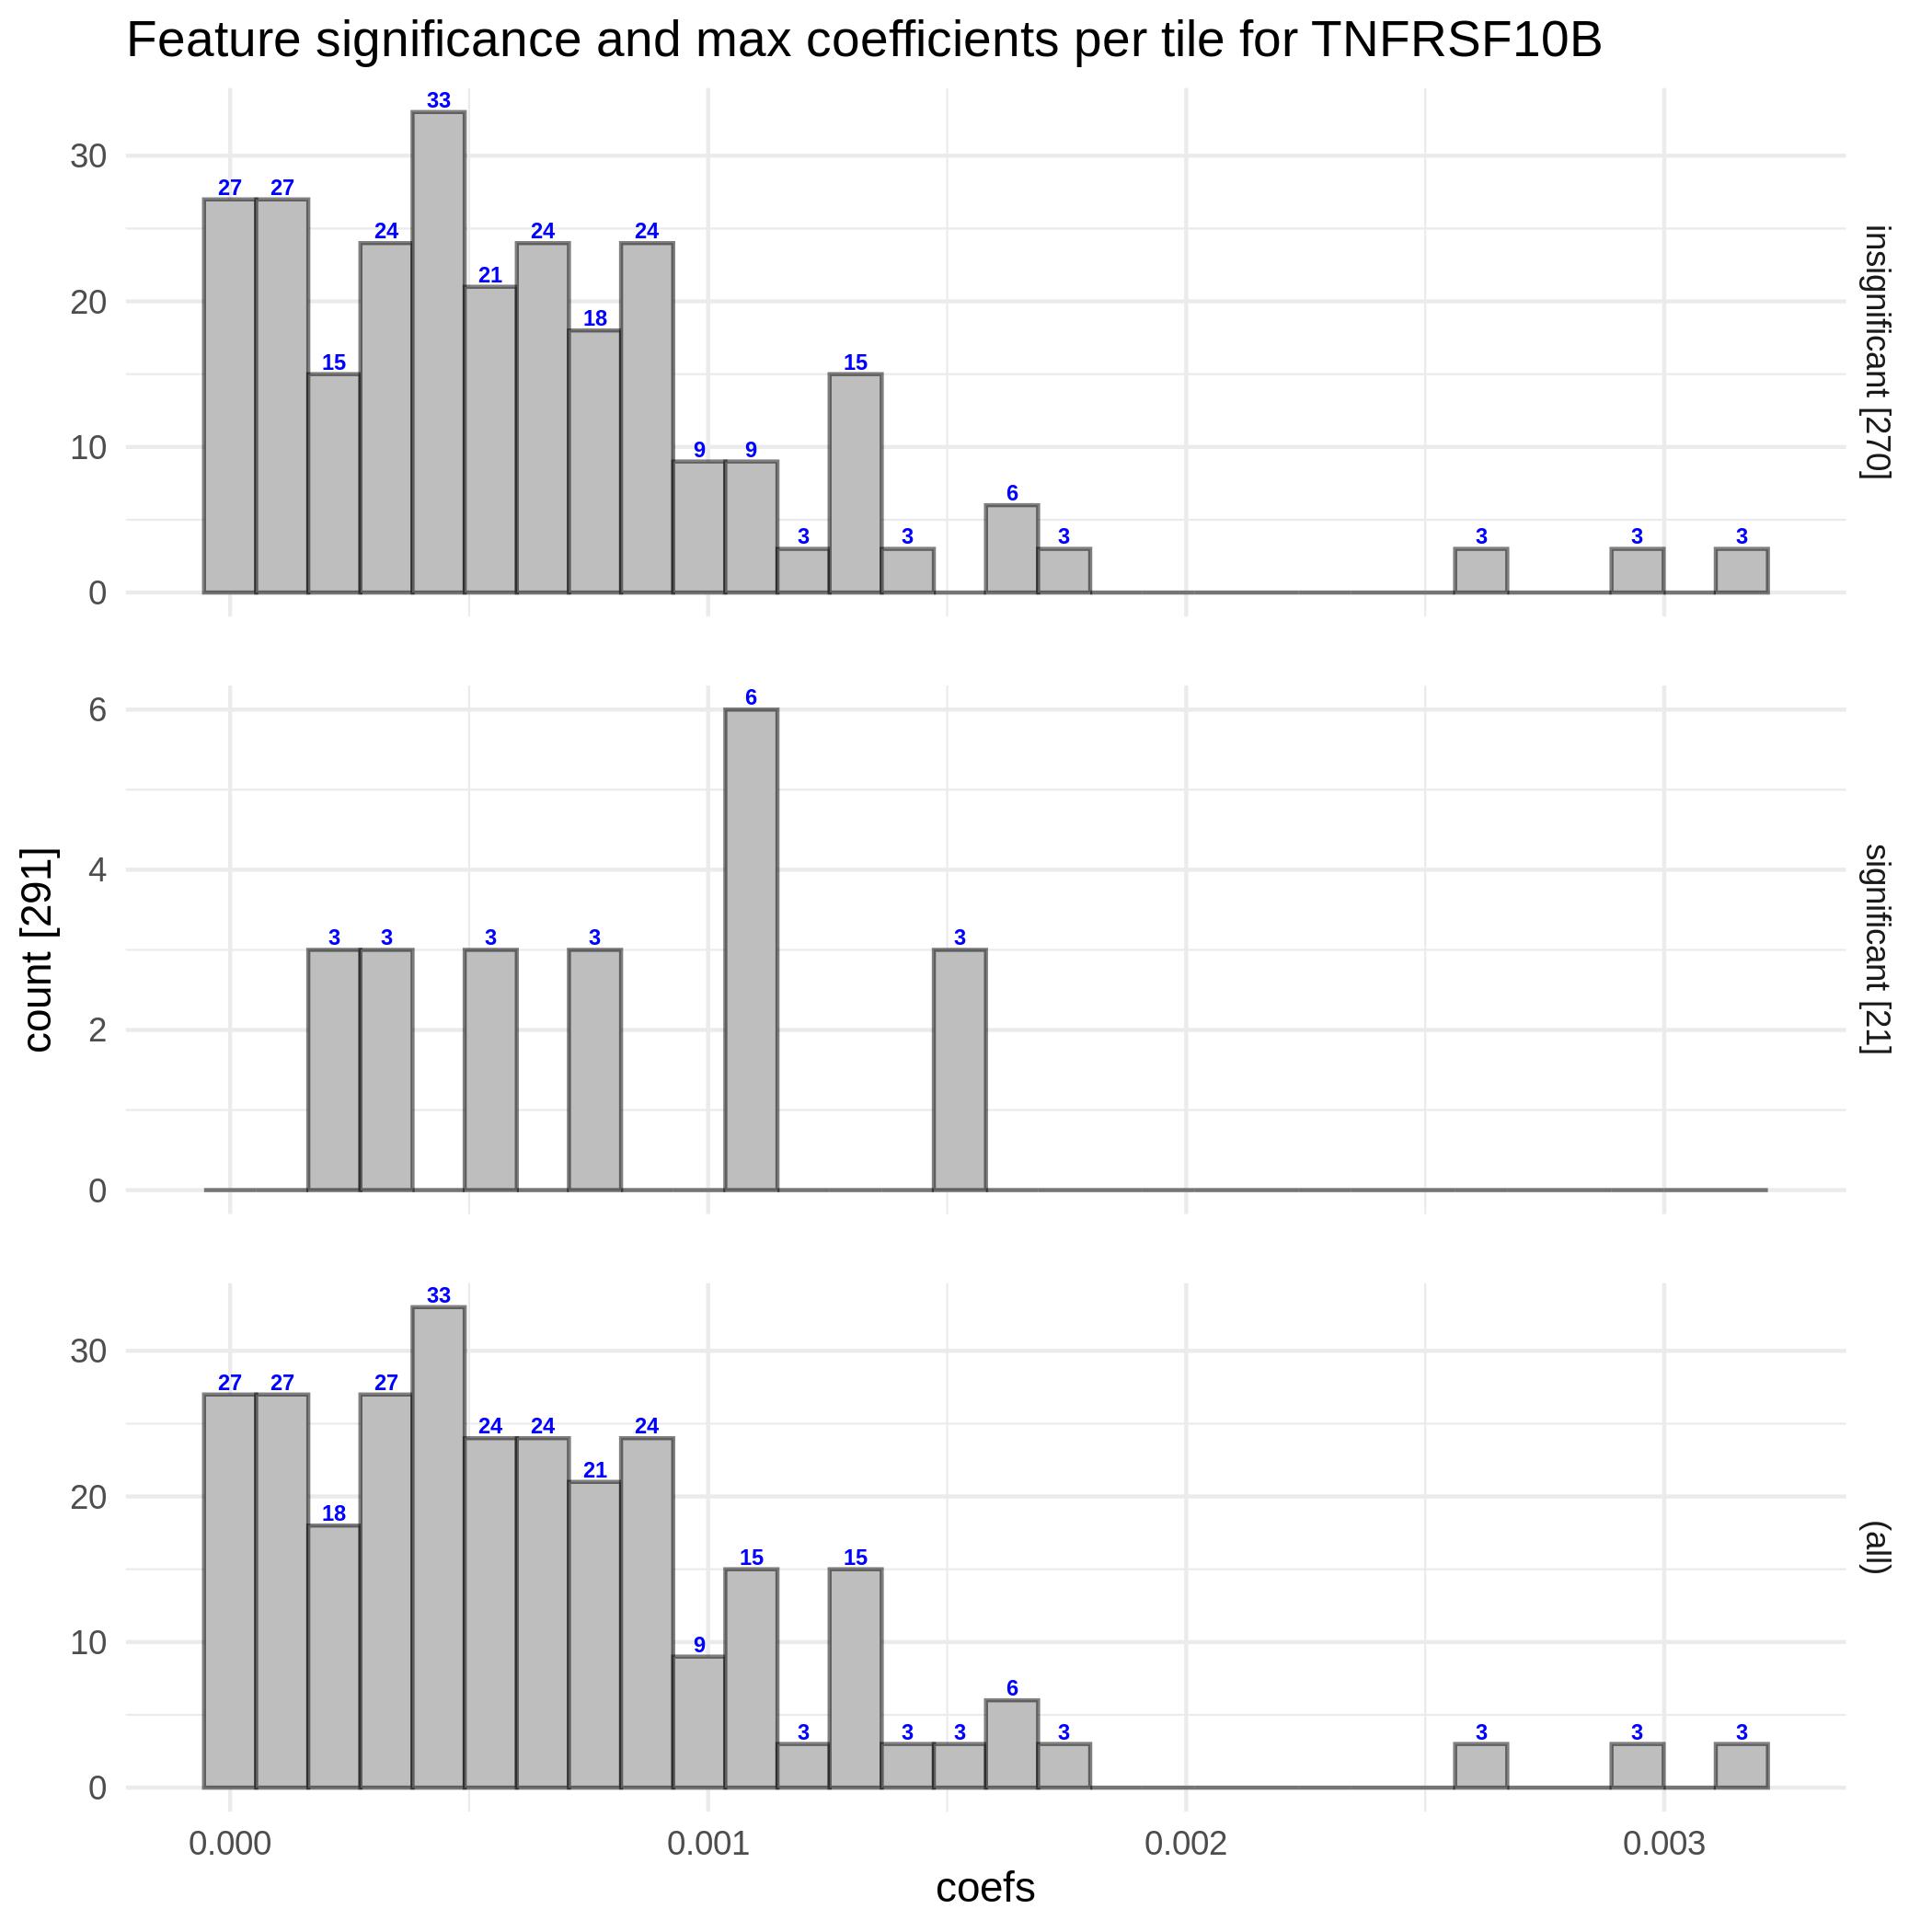 Feature significance and max coefficients per tile for TNFRSF10B
33
27 27 24 24 24
21
18
15 15
9 9
6
3 3 3 3 3 3
30
20
10
0
insignificant [270]
6
3 3 3 3 3
6
4
2
0
significant [21]
count [291]
33
27 27 27
24 24 24
21
18
15 15
9
6
3 3 3 3 3 3 3
30
20
10
0
(all)
0.000 0.001 0.002 0.003
coefs